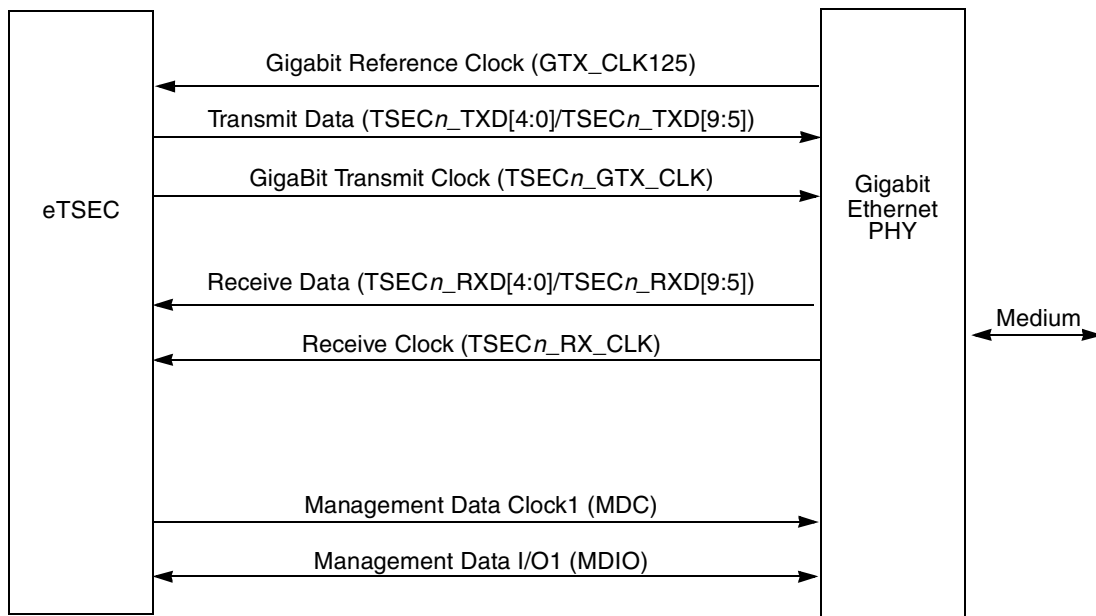 Gigabit Reference Clock (GTX_CLK125)
Transmit Data (TSECn_TXD[4:0]/TSECn_TXD[9:5])
GigaBit Transmit Clock (TSECn_GTX_CLK)
eTSEC
Gigabit
Ethernet
PHY
Receive Data (TSECn_RXD[4:0]/TSECn_RXD[9:5])
Medium
Receive Clock (TSECn_RX_CLK)
Management Data Clock1 (MDC)
Management Data I/O1 (MDIO)